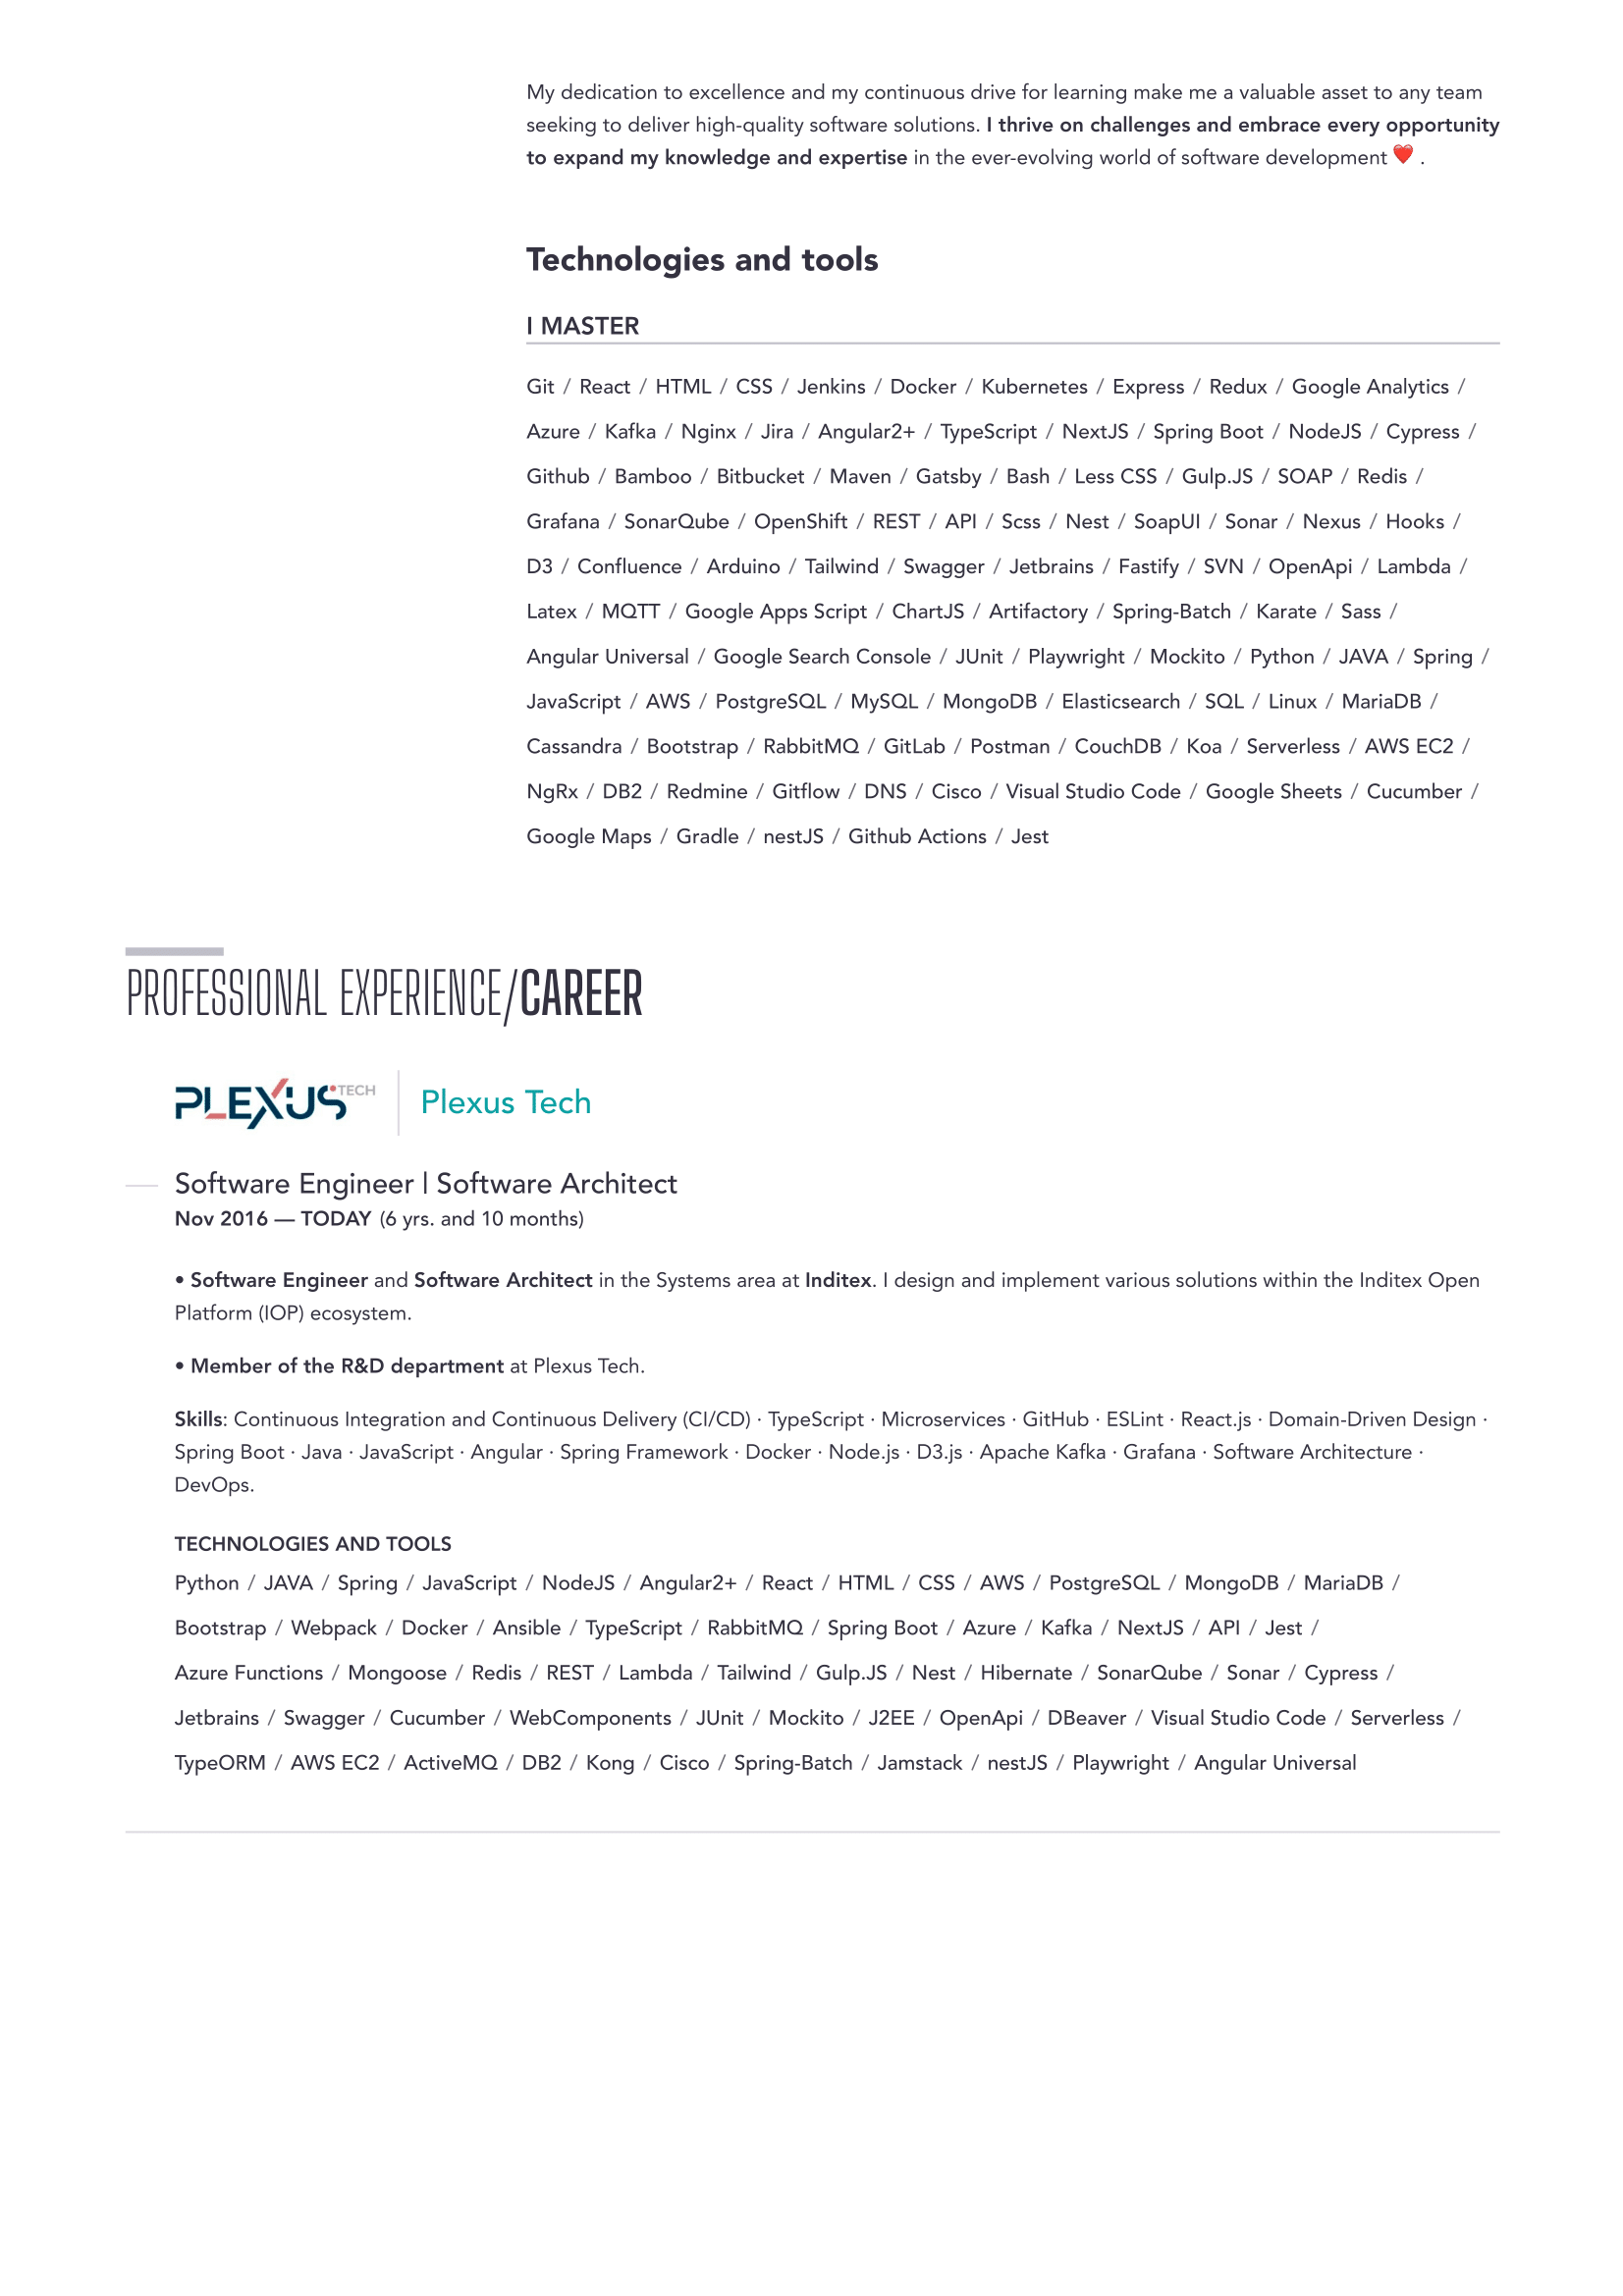 My dedication to excellence and my continuous drive for learning make me a valuable asset to any team
seeking to deliver high-quality software solutions. I thrive on challenges and embrace every opportunity
to expand my knowledge and expertise in the ever-evolving world of software development ❤️ .
Technologies and tools
I MASTER
Git / React / HTML / CSS / Jenkins / Docker / Kubernetes / Express / Redux / Google Analytics /
Azure / Kafka / Nginx / Jira / Angular2+ / TypeScript / NextJS / Spring Boot / NodeJS / Cypress /
Github / Bamboo / Bitbucket / Maven / Gatsby / Bash / Less CSS / Gulp.JS / SOAP / Redis /
Grafana / SonarQube / OpenShift / REST / API / Scss / Nest / SoapUI / Sonar / Nexus / Hooks /
D3 / Confluence / Arduino / Tailwind / Swagger / Jetbrains / Fastify / SVN / OpenApi / Lambda /
Latex / MQTT / Google Apps Script / ChartJS / Artifactory / Spring-Batch / Karate / Sass /
Angular Universal / Google Search Console / JUnit / Playwright / Mockito / Python / JAVA / Spring /
JavaScript / AWS / PostgreSQL / MySQL / MongoDB / Elasticsearch / SQL / Linux / MariaDB /
Cassandra / Bootstrap / RabbitMQ / GitLab / Postman / CouchDB / Koa / Serverless / AWS EC2 /
NgRx / DB2 / Redmine / Gitflow / DNS / Cisco / Visual Studio Code / Google Sheets / Cucumber /
Google Maps / Gradle / nestJS / Github Actions / Jest
PROFESSIONAL EXPERIENCE/CAREER
PLEXUS TECH
Plexus Tech
Software Engineer | Software Architect
Nov 2016 — TODAY (6 yrs. and 10 months)
• Software Engineer and Software Architect in the Systems area at Inditex. I design and implement various solutions within the Inditex Open
Platform (IOP) ecosystem.
• Member of the R&D department at Plexus Tech.
Skills: Continuous Integration and Continuous Delivery (CI/CD) · TypeScript · Microservices · GitHub · ESLint · React.js · Domain-Driven Design ·
Spring Boot · Java · JavaScript · Angular · Spring Framework · Docker · Node.js · D3.js · Apache Kafka · Grafana · Software Architecture ·
DevOps.
TECHNOLOGIES AND TOOLS
Python / JAVA / Spring / JavaScript / NodeJS / Angular2+ / React / HTML / CSS / AWS / PostgreSQL / MongoDB / MariaDB /
Bootstrap / Webpack / Docker / Ansible / TypeScript / RabbitMQ / Spring Boot / Azure / Kafka / NextJS / API / Jest /
Azure Functions / Mongoose / Redis / REST / Lambda / Tailwind / Gulp.JS / Nest / Hibernate / SonarQube / Sonar / Cypress /
Jetbrains / Swagger / Cucumber / WebComponents / JUnit / Mockito / J2EE / OpenApi / DBeaver / Visual Studio Code / Serverless /
TypeORM / AWS EC2 / ActiveMQ / DB2 / Kong / Cisco / Spring-Batch / Jamstack / nestJS / Playwright / Angular Universal